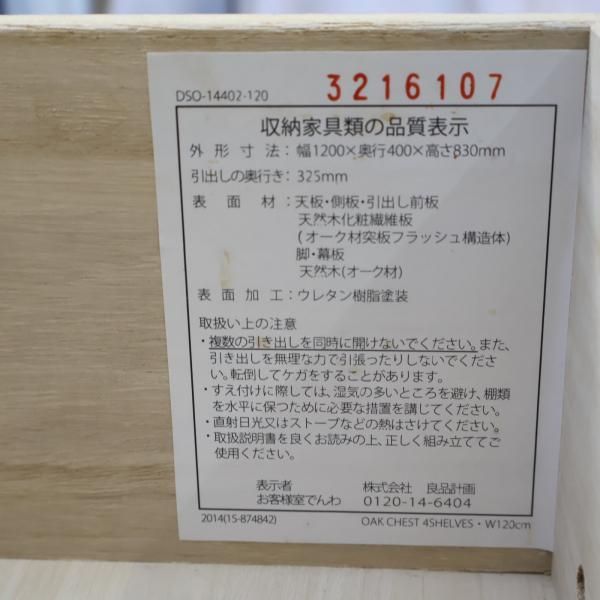 DSO-14402-120 3216107
収納家具類の品質表示
外形寸法：幅1200×奥行400×高さ830mm
引出しの奥行き：325mm
表面材：天板・側板・引出し前板
天然木化粧繊維板
(オーク材突板フラッシュ構造体)
脚・幕板
天然木(オーク材)
表面加工：ウレタン樹脂塗装
取扱い上の注意
・複数の引き出しを同時に開けないでください。また、
引き出しを無理な力で引張ったりしないでくださ
い。転倒してケガをすることがあります。
・すえ付けに際しては、湿気の多いところを避け、棚類
を水平に保つために必要な措置を講じてください。
・直射日光又はストーブなどの熱はさけてください。
・取扱説明書を良くお読みの上、正しく組み立ててご
使用ください。
表示者 株式会社 良品計画
お客様室でんわ 0120-14-6404
2014(15-874842) OAK CHEST 4SHELVES・W120cm